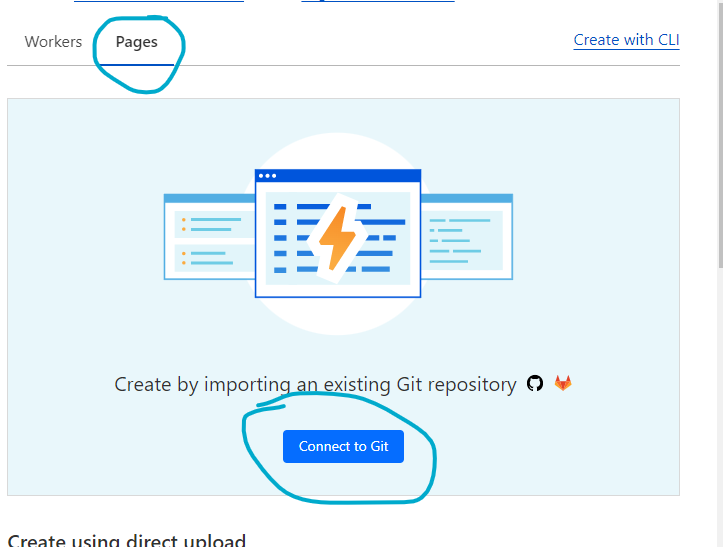 Workers
Pages
Create with CLI
Create by importing an existing Git repository
Connect to Git
Create using direct upload